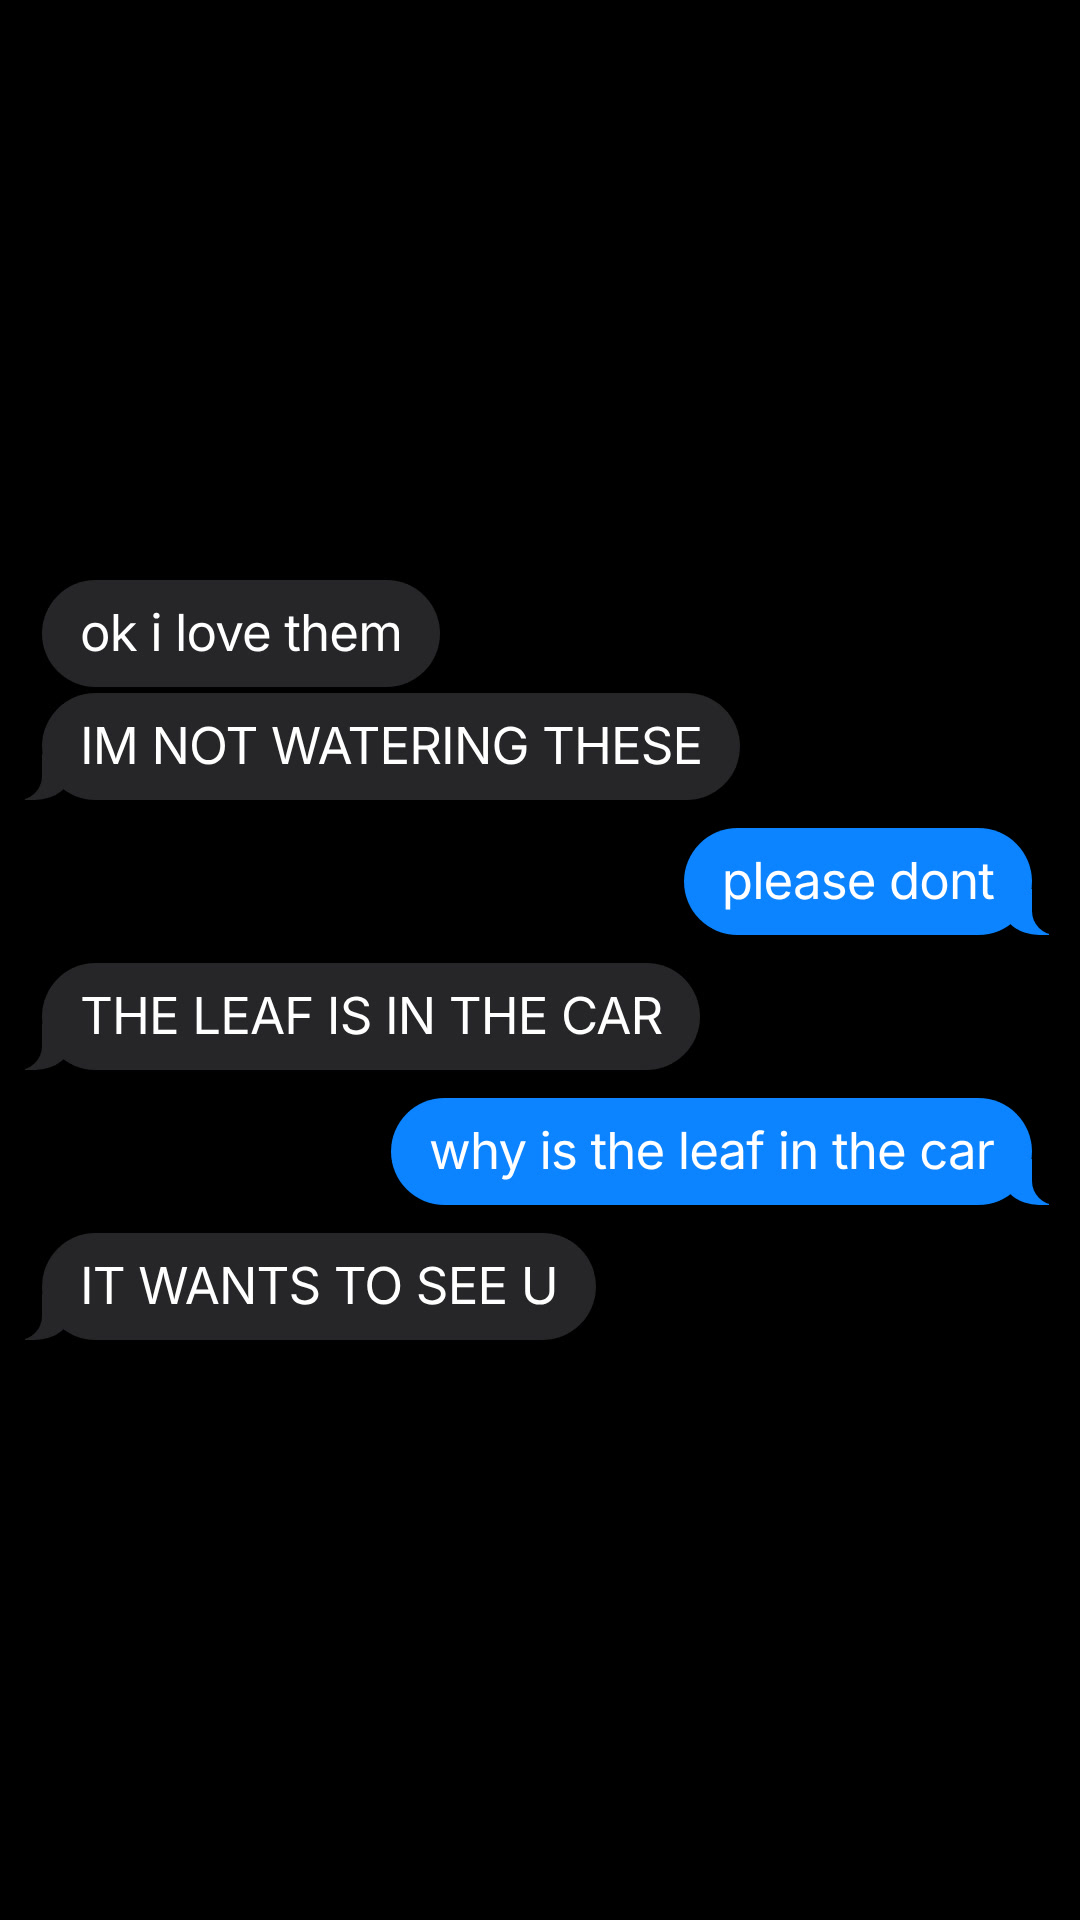 ok i love them
IM NOT WATERING THESE
please dont
THE LEAF IS IN THE CAR
why is the leaf in the car
IT WANTS TO SEE U